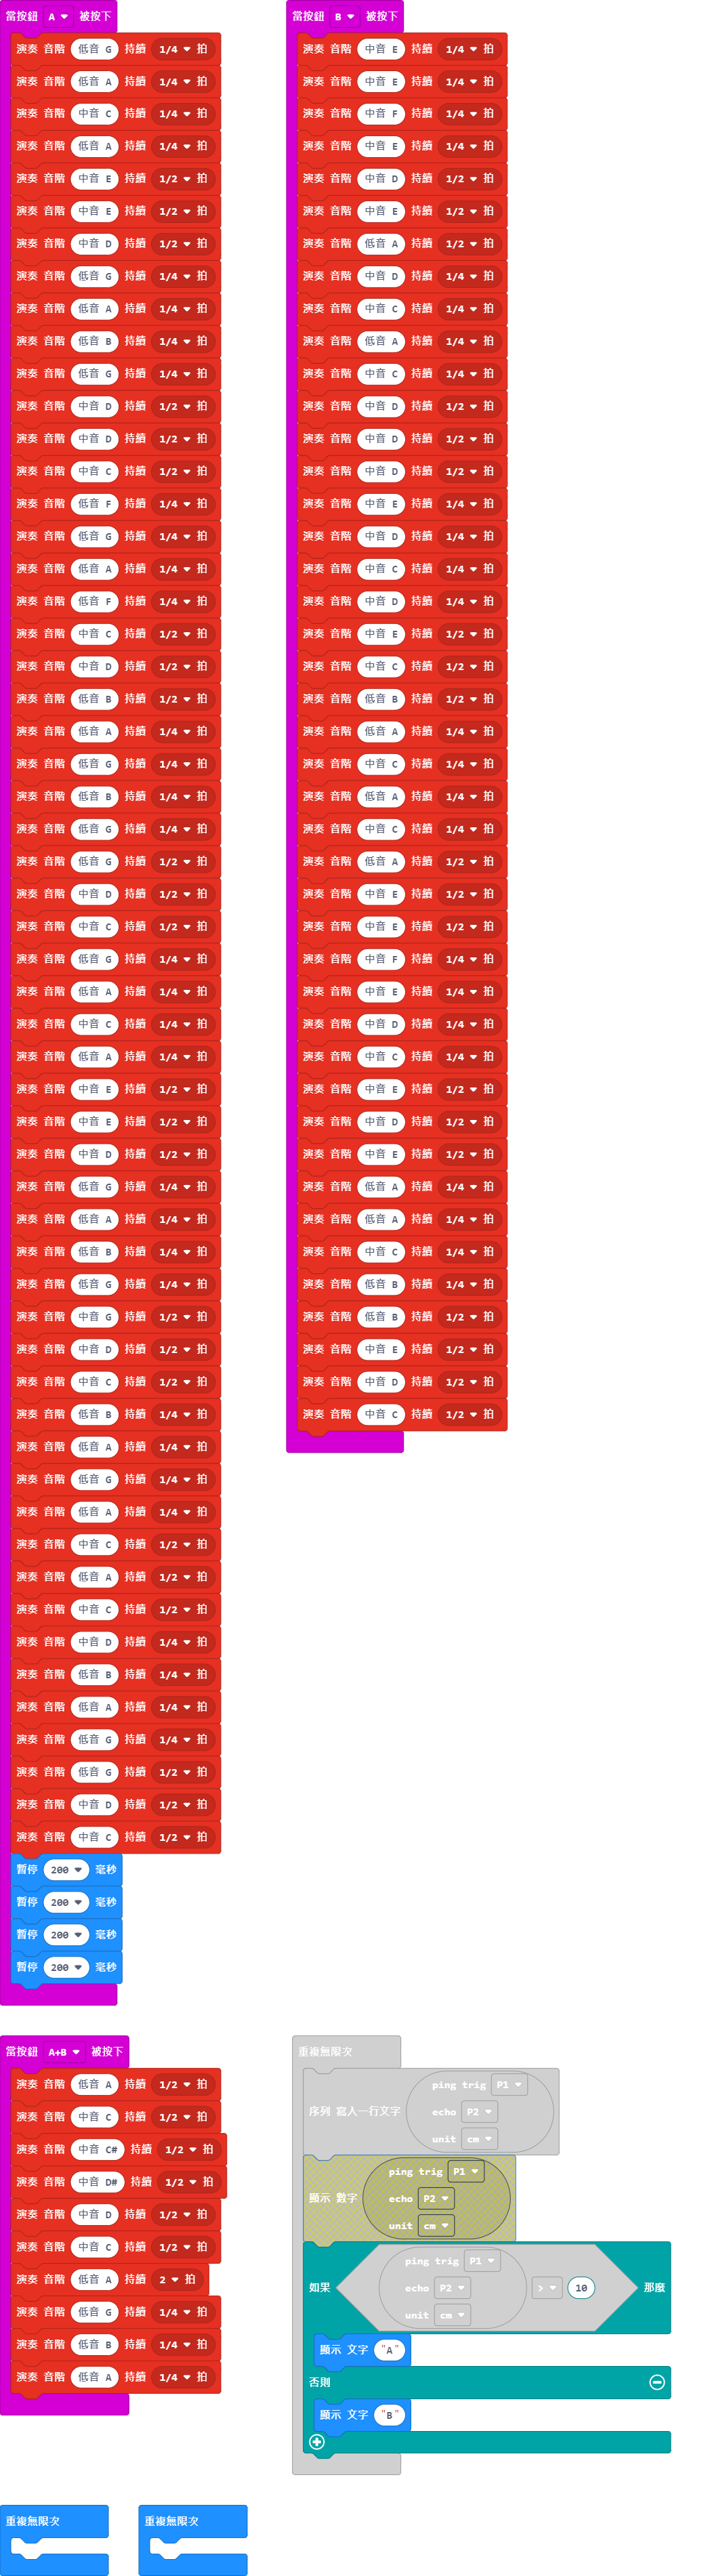 當按鈕 A 被按下
演奏 音階 低音 G 持續 1/4 拍
演奏 音階 低音 A 持續 1/4 拍
演奏 音階 中音 C 持續 1/4 拍
演奏 音階 低音 A 持續 1/4 拍
演奏 音階 中音 E 持續 1/2 拍
演奏 音階 中音 E 持續 1/2 拍
演奏 音階 中音 D 持續 1/2 拍
演奏 音階 低音 G 持續 1/4 拍
演奏 音階 低音 A 持續 1/4 拍
演奏 音階 低音 B 持續 1/4 拍
演奏 音階 低音 G 持續 1/4 拍
演奏 音階 中音 D 持續 1/2 拍
演奏 音階 中音 D 持續 1/2 拍
演奏 音階 中音 C 持續 1/2 拍
演奏 音階 低音 F 持續 1/4 拍
演奏 音階 低音 G 持續 1/4 拍
演奏 音階 低音 A 持續 1/4 拍
演奏 音階 低音 F 持續 1/4 拍
演奏 音階 中音 C 持續 1/2 拍
演奏 音階 中音 D 持續 1/2 拍
演奏 音階 低音 B 持續 1/2 拍
演奏 音階 低音 A 持續 1/4 拍
演奏 音階 低音 G 持續 1/4 拍
演奏 音階 低音 B 持續 1/4 拍
演奏 音階 低音 G 持續 1/4 拍
演奏 音階 低音 G 持續 1/2 拍
演奏 音階 中音 D 持續 1/2 拍
演奏 音階 中音 C 持續 1/2 拍
演奏 音階 低音 G 持續 1/4 拍
演奏 音階 低音 A 持續 1/4 拍
演奏 音階 中音 C 持續 1/4 拍
演奏 音階 低音 A 持續 1/4 拍
演奏 音階 中音 E 持續 1/2 拍
演奏 音階 中音 E 持續 1/2 拍
演奏 音階 中音 D 持續 1/2 拍
演奏 音階 低音 G 持續 1/4 拍
演奏 音階 低音 A 持續 1/4 拍
演奏 音階 低音 B 持續 1/4 拍
演奏 音階 低音 G 持續 1/4 拍
演奏 音階 中音 G 持續 1/2 拍
演奏 音階 中音 D 持續 1/2 拍
演奏 音階 中音 C 持續 1/2 拍
演奏 音階 低音 B 持續 1/4 拍
演奏 音階 低音 A 持續 1/4 拍
演奏 音階 低音 G 持續 1/4 拍
演奏 音階 低音 A 持續 1/4 拍
演奏 音階 中音 C 持續 1/2 拍
演奏 音階 低音 A 持續 1/2 拍
演奏 音階 中音 C 持續 1/2 拍
演奏 音階 中音 D 持續 1/4 拍
演奏 音階 低音 B 持續 1/4 拍
演奏 音階 低音 A 持續 1/4 拍
演奏 音階 低音 G 持續 1/4 拍
演奏 音階 低音 G 持續 1/2 拍
演奏 音階 中音 D 持續 1/2 拍
演奏 音階 中音 C 持續 1/2 拍
暫停 200 毫秒
暫停 200 毫秒
暫停 200 毫秒
暫停 200 毫秒
當按鈕 B 被按下
演奏 音階 中音 E 持續 1/4 拍
演奏 音階 中音 E 持續 1/4 拍
演奏 音階 中音 F 持續 1/4 拍
演奏 音階 中音 E 持續 1/4 拍
演奏 音階 中音 D 持續 1/2 拍
演奏 音階 中音 E 持續 1/2 拍
演奏 音階 低音 A 持續 1/2 拍
演奏 音階 中音 D 持續 1/4 拍
演奏 音階 中音 C 持續 1/4 拍
演奏 音階 低音 A 持續 1/4 拍
演奏 音階 中音 C 持續 1/4 拍
演奏 音階 中音 D 持續 1/2 拍
演奏 音階 中音 D 持續 1/2 拍
演奏 音階 中音 D 持續 1/2 拍
演奏 音階 中音 E 持續 1/4 拍
演奏 音階 中音 D 持續 1/4 拍
演奏 音階 中音 C 持續 1/4 拍
演奏 音階 中音 D 持續 1/4 拍
演奏 音階 中音 E 持續 1/2 拍
演奏 音階 中音 C 持續 1/2 拍
演奏 音階 低音 B 持續 1/2 拍
演奏 音階 低音 A 持續 1/4 拍
演奏 音階 中音 C 持續 1/4 拍
演奏 音階 低音 A 持續 1/4 拍
演奏 音階 中音 C 持續 1/4 拍
演奏 音階 低音 A 持續 1/2 拍
演奏 音階 中音 E 持續 1/2 拍
演奏 音階 中音 E 持續 1/2 拍
演奏 音階 中音 F 持續 1/4 拍
演奏 音階 中音 E 持續 1/4 拍
演奏 音階 中音 D 持續 1/4 拍
演奏 音階 中音 C 持續 1/4 拍
演奏 音階 中音 E 持續 1/2 拍
演奏 音階 中音 D 持續 1/2 拍
演奏 音階 中音 E 持續 1/2 拍
演奏 音階 低音 A 持續 1/4 拍
演奏 音階 低音 A 持續 1/4 拍
演奏 音階 中音 C 持續 1/4 拍
演奏 音階 低音 B 持續 1/4 拍
演奏 音階 低音 B 持續 1/2 拍
演奏 音階 中音 E 持續 1/2 拍
演奏 音階 中音 D 持續 1/2 拍
演奏 音階 中音 C 持續 1/2 拍
當按鈕 A+B 被按下
演奏 音階 低音 A 持續 1/2 拍
演奏 音階 中音 C 持續 1/2 拍
演奏 音階 中音 C# 持續 1/2 拍
演奏 音階 中音 D# 持續 1/2 拍
演奏 音階 中音 D 持續 1/2 拍
演奏 音階 中音 C 持續 1/2 拍
演奏 音階 低音 A 持續 2 拍
演奏 音階 低音 G 持續 1/4 拍
演奏 音階 低音 B 持續 1/4 拍
演奏 音階 低音 A 持續 1/4 拍
重複無限次
ping trig P1
序列 寫入一行文字 echo P2
unit cm
ping trig P1
顯示 數字 echo P2
unit cm
ping trig P1
如果 echo P2 > 10 那麼
unit cm
顯示 文字 "A"
否則
顯示 文字 "B"
重複無限次
重複無限次